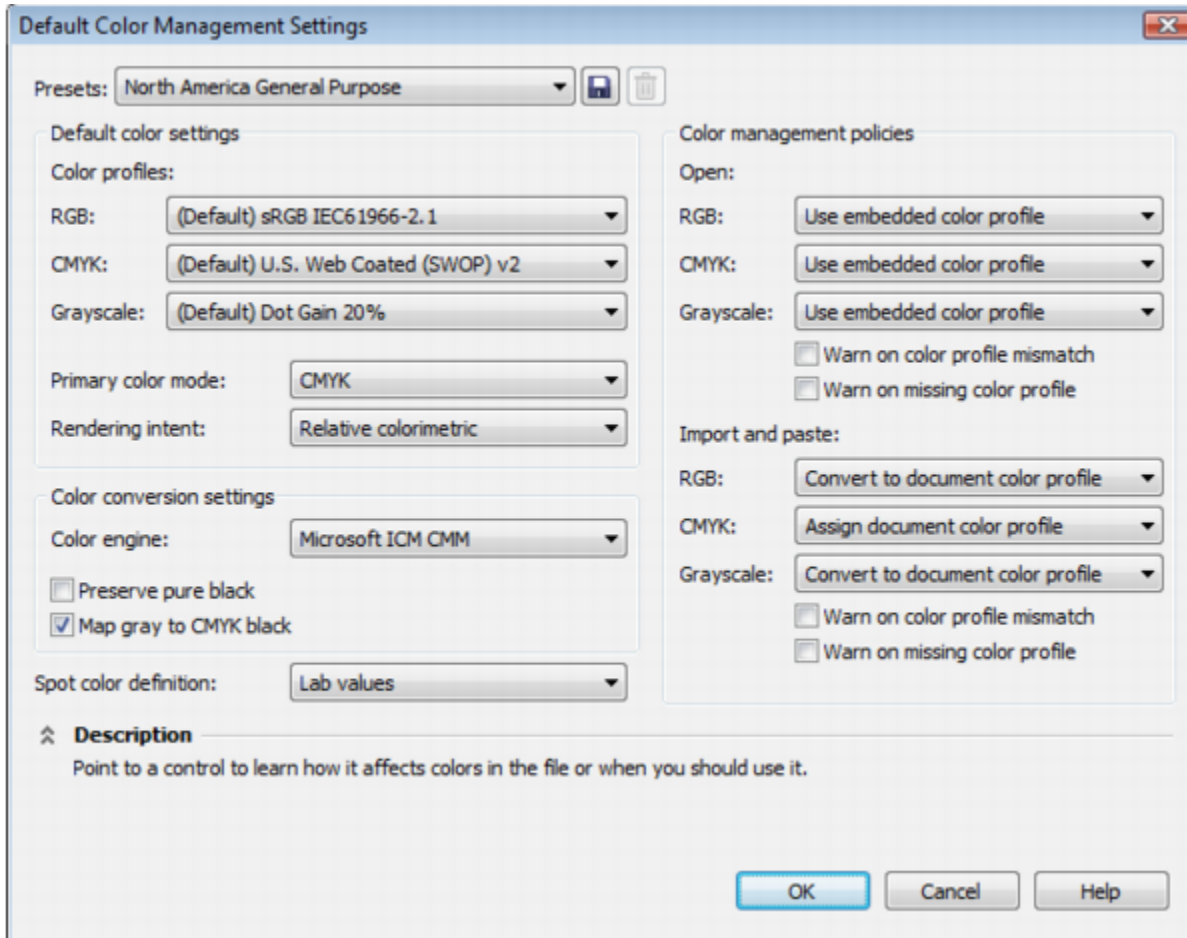 Default Color Management Settings
Presets: North America General Purpose
Default color settings
Color profiles:
RGB: (Default) sRGB IEC61966-2.1
CMYK: (Default) U.S. Web Coated (SWOP) v2
Grayscale: (Default) Dot Gain 20%
Primary color mode: CMYK
Rendering intent: Relative colorimetric
Color conversion settings
Color engine: Microsoft ICM CMM
Preserve pure black
Map gray to CMYK black
Spot color definition: Lab values
Color management policies
Open:
RGB: Use embedded color profile
CMYK: Use embedded color profile
Grayscale: Use embedded color profile
Warn on color profile mismatch
Warn on missing color profile
Import and paste:
RGB: Convert to document color profile
CMYK: Assign document color profile
Grayscale: Convert to document color profile
Warn on color profile mismatch
Warn on missing color profile
Description
Point to a control to learn how it affects colors in the file or when you should use it.
OK Cancel Help